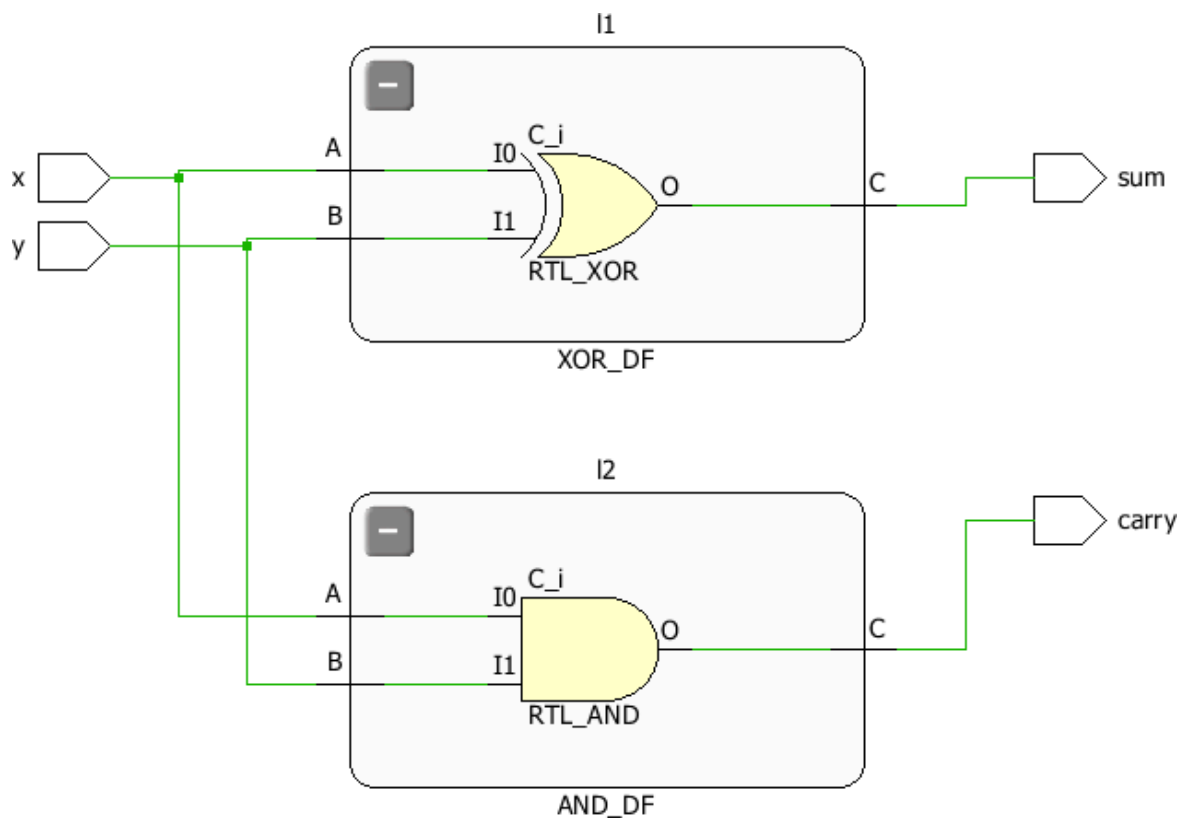 I1
x
y
A
B
C_i
I0
I1
O
RTL_XOR
C
sum
XOR_DF
I2
A
B
C_i
I0
I1
O
RTL_AND
C
carry
AND_DF